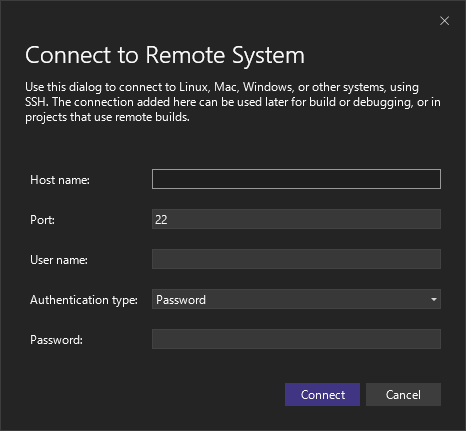 Connect to Remote System
Use this dialog to connect to Linux, Mac, Windows, or other systems, using
SSH. The connection added here can be used later for build or debugging, or in
projects that use remote builds.
Host name:
Port: 22
User name:
Authentication type: Password
Password:
Connect Cancel